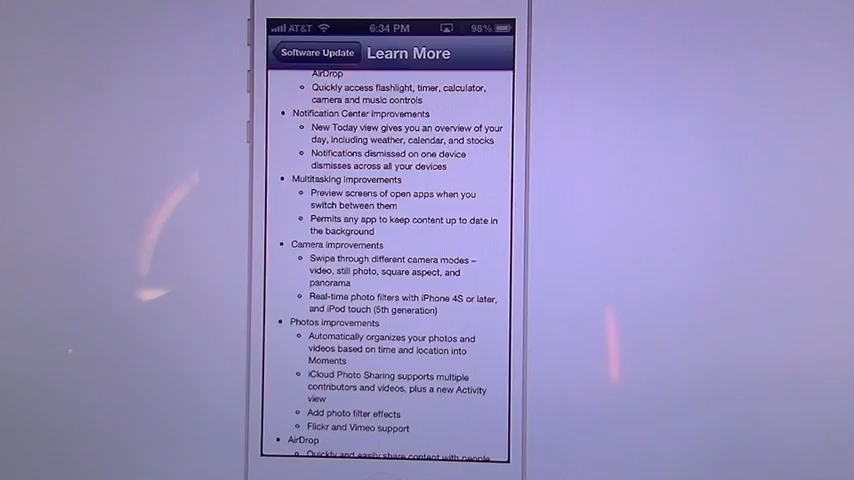 AT&T 6:34 PM 98%
Software Update Learn More
AirDrop
Quickly access flashlight, timer, calculator,
camera and music controls
Notification Center improvements
New Today view gives you an overview of your
day, including weather, calendar, and stocks
Notifications dismissed on one device
dismisses across all your devices
Multitasking improvements
Preview screens of open apps when you
switch between them
Permits any app to keep content up to date in
the background
Camera improvements
Swipe through different camera modes –
video, still photo, square aspect, and
panorama
Real-time photo filters with iPhone 4S or later,
and iPod touch (5th generation)
Photos improvements
Automatically organizes your photos and
videos based on time and location into
Moments
iCloud Photo Sharing supports multiple
contributors and videos, plus a new Activity
view
Add photo filter effects
Flickr and Vimeo support
AirDrop
Quickly and easily share content with people